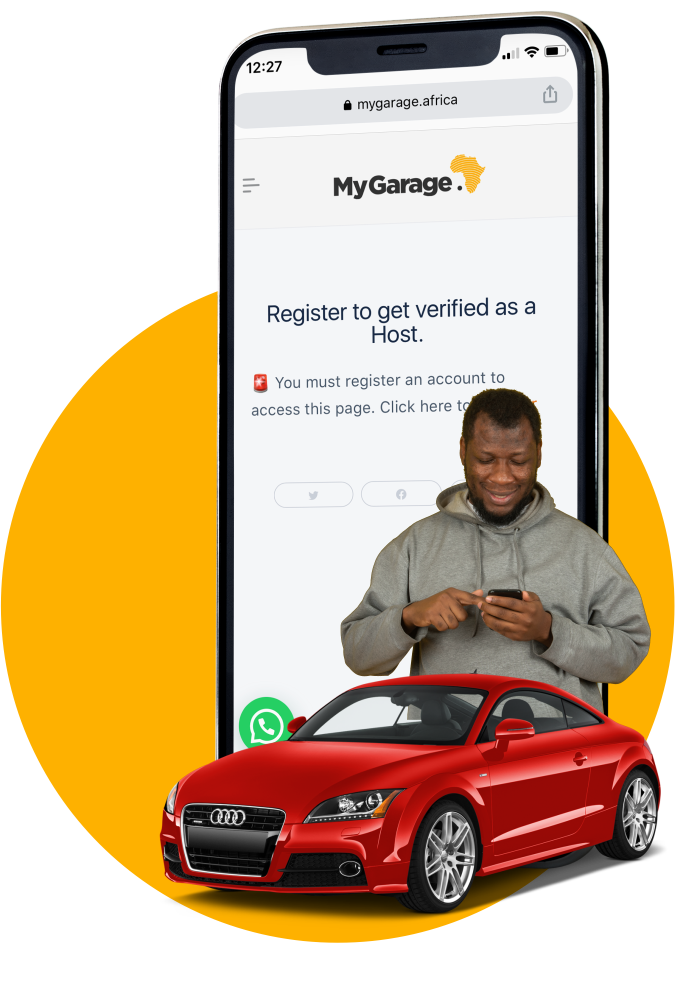 12:27
mygarage.africa
MyGarage.
Register to get verified as a
Host.
🚨 You must register an account to
access this page. Click here to